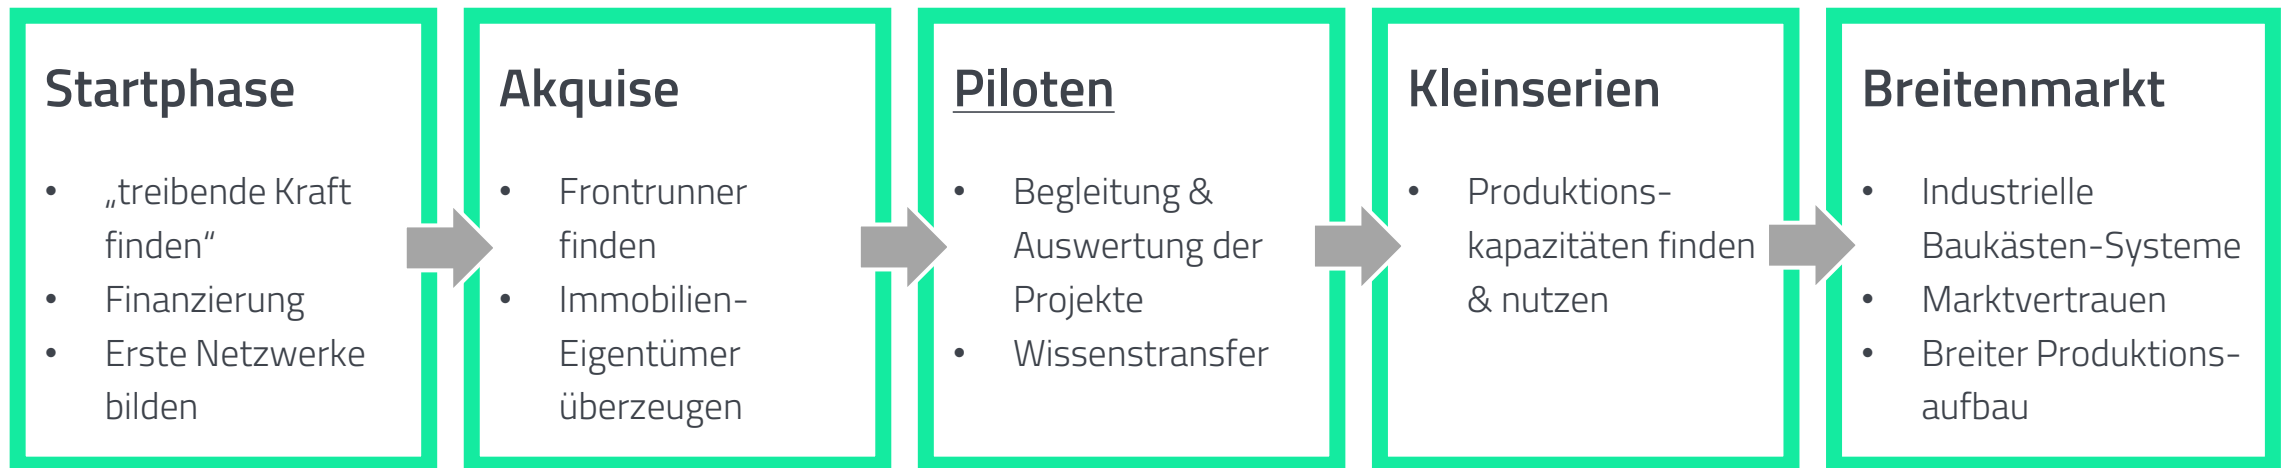 Startphase
• „treibende Kraft
finden“
• Finanzierung
• Erste Netzwerke
bilden
Akquise
• Frontrunner
finden
• Immobilien-
Eigentümer
überzeugen
Piloten
• Begleitung &
Auswertung der
Projekte
• Wissenstransfer
Kleinserien
• Produktions-
kapazitäten finden
& nutzen
Breitenmarkt
• Industrielle
Baukästen-Systeme
• Marktvertrauen
• Breiter Produktions-
aufbau